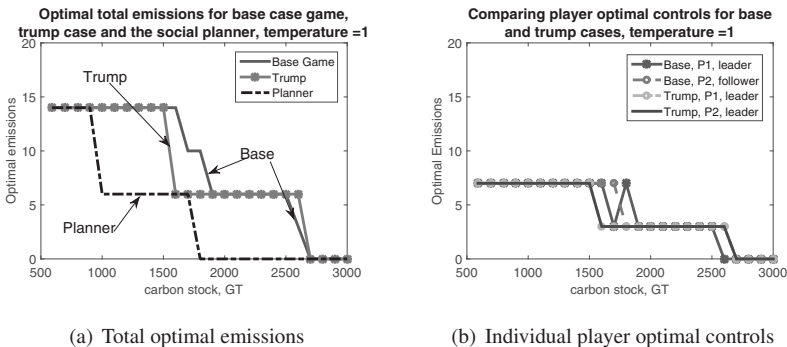 Optimal total emissions for base case game,
trump case and the social planner, temperature =1
20
15
10
5
0
Optimal emissions
Base Game
Trump
Planner
Trump
Base
Planner
500 1000 1500 2000 2500 3000
carbon stock, GT
(a) Total optimal emissions
Comparing player optimal controls for base
and trump cases, temperature =1
20
15
10
5
0
Optimal Emissions
Base, P1, leader
Base, P2, follower
Trump, P1, leader
Trump, P2, leader
500 1000 1500 2000 2500 3000
carbon stock, GT
(b) Individual player optimal controls